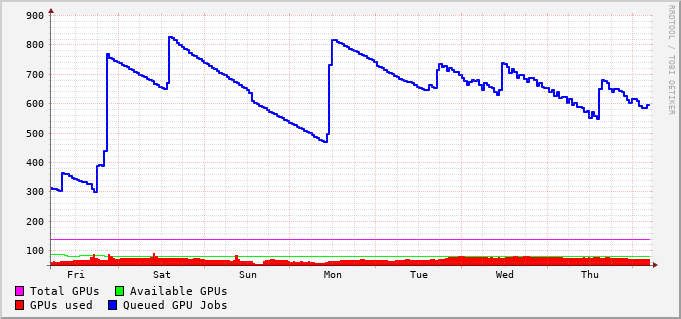 900
800
700
600
500
400
300
200
100
Fri Sat Sun Mon Tue Wed Thu
Total GPUs Available GPUs
GPUs used Queued GPU Jobs
RRDTOOL / TOBI OETIKER